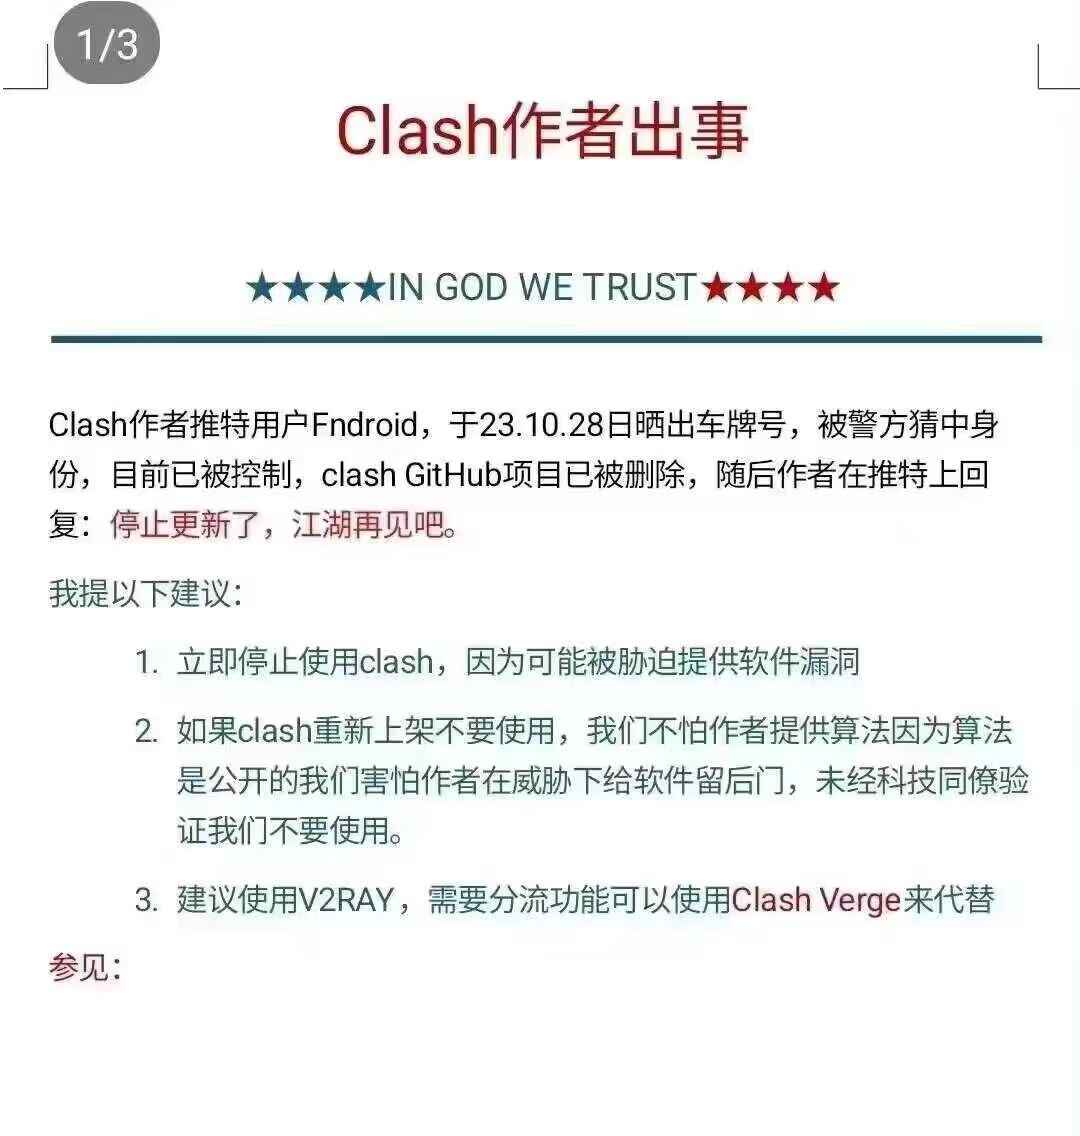 1/3
Clash作者出事
★★★★IN GOD WE TRUST★★★★
Clash作者推特用户Fndroid，于23.10.28日晒出车牌号，被警方猜中身
份，目前已被控制，clash GitHub项目已被删除，随后作者在推特上回
复：停止更新了，江湖再见吧。
我提以下建议：
1. 立即停止使用clash，因为可能被胁迫提供软件漏洞
2. 如果clash重新上架不要使用，我们不怕作者提供算法因为算法
是公开的我们害怕作者在威胁下给软件留后门，未经科技同僚验
证我们不要使用。
3. 建议使用V2RAY，需要分流功能可以使用Clash Verge来代替
参见：